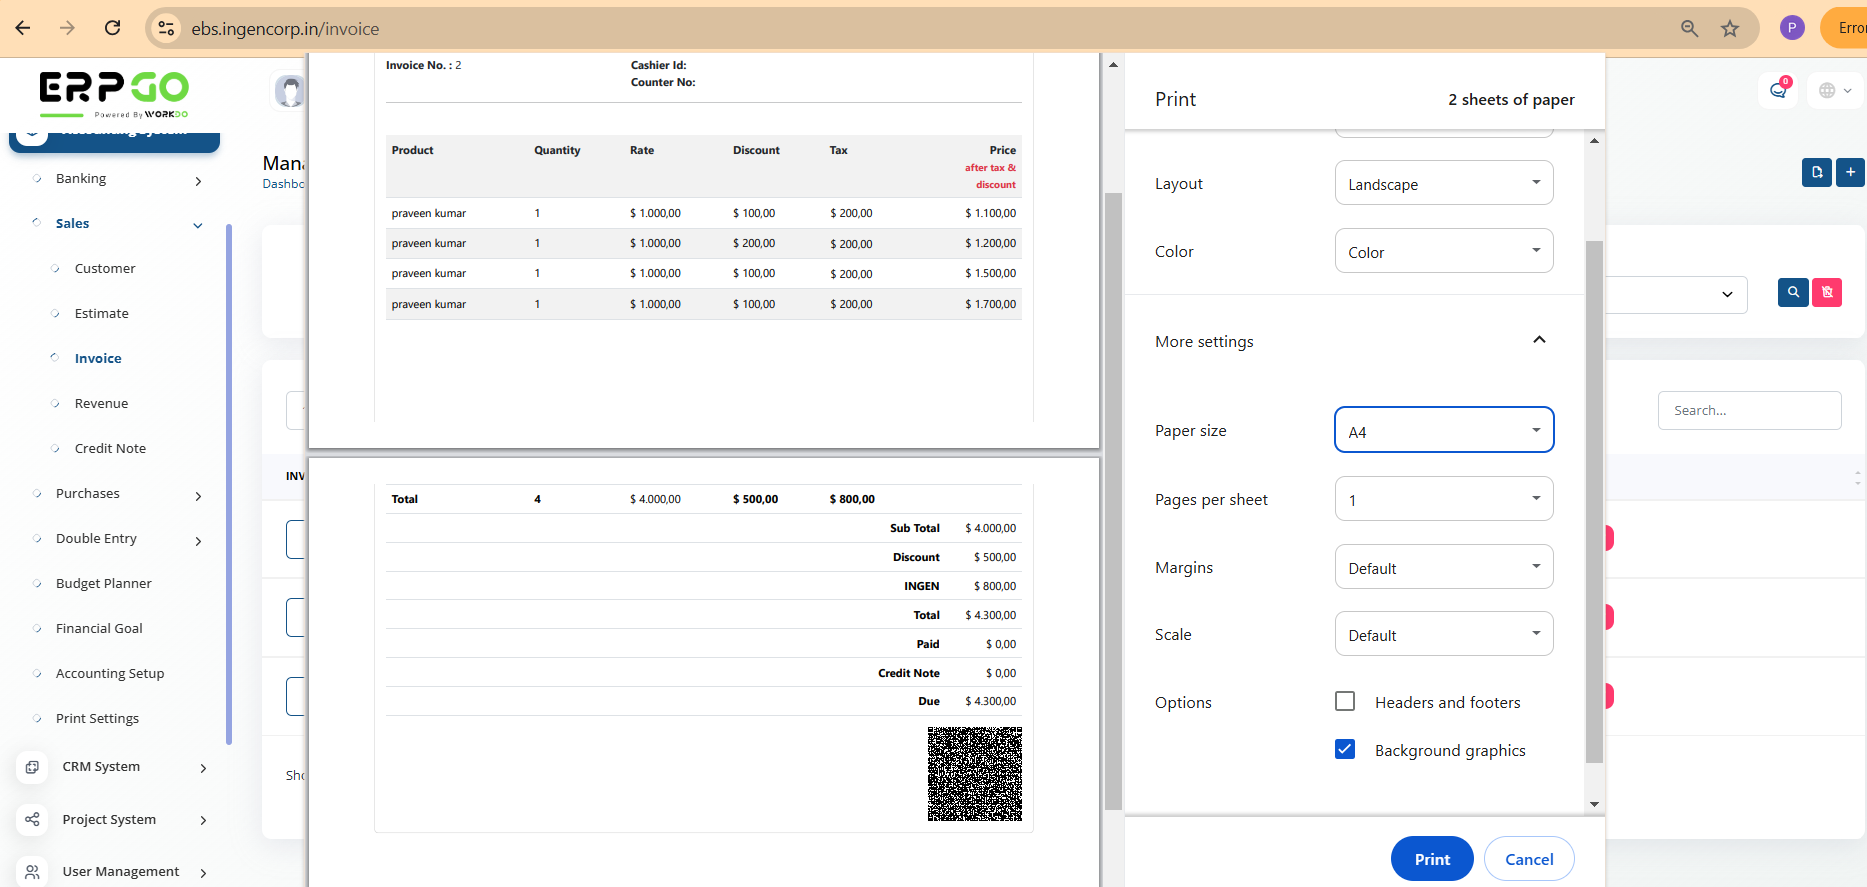 ebs.ingencorp.in/invoice
P
Error
ERPGO
Powered By WORKDO
0
Banking
Sales
Customer
Estimate
Invoice
Revenue
Credit Note
Purchases
Double Entry
Budget Planner
Financial Goal
Accounting Setup
Print Settings
CRM System
Project System
User Management
Mana
Dashbo
INV
Sho
Invoice No. : 2
Cashier Id:
Counter No:
Product Quantity Rate Discount Tax Price
after tax &
discount
praveen kumar 1 $ 1.000,00 $ 100,00 $ 200,00 $ 1.100,00
praveen kumar 1 $ 1.000,00 $ 200,00 $ 200,00 $ 1.200,00
praveen kumar 1 $ 1.000,00 $ 100,00 $ 200,00 $ 1.500,00
praveen kumar 1 $ 1.000,00 $ 100,00 $ 200,00 $ 1.700,00
Total 4 $ 4.000,00 $ 500,00 $ 800,00
Sub Total $ 4.000,00
Discount $ 500,00
INGEN $ 800,00
Total $ 4.300,00
Paid $ 0,00
Credit Note $ 0,00
Due $ 4.300,00
Print 2 sheets of paper
Layout Landscape
Color Color
More settings
Paper size A4
Pages per sheet 1
Margins Default
Scale Default
Options Headers and footers
Background graphics
Print Cancel
Search...